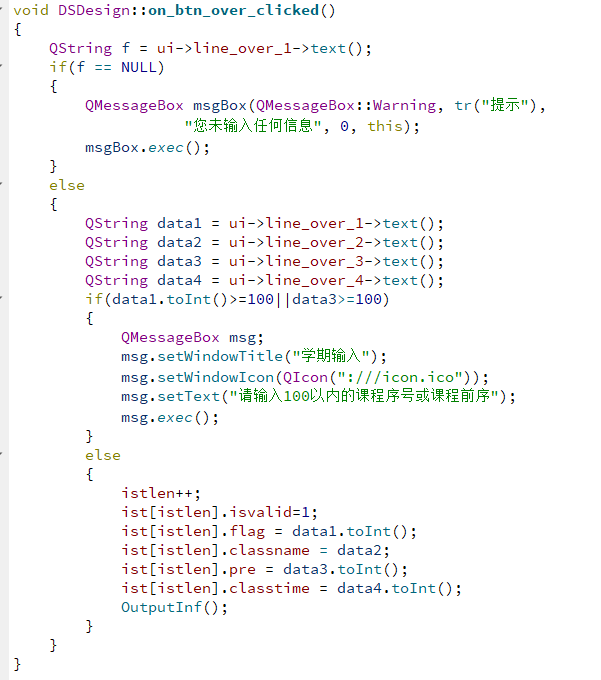 void DSDesign::on_btn_over_clicked()
{
    QString f = ui->line_over_1->text();
    if(f == NULL)
    {
        QMessageBox msgBox(QMessageBox::Warning, tr("提示"),
                   "您未输入任何信息", 0, this);
        msgBox.exec();
    }
    else
    {
        QString data1 = ui->line_over_1->text();
        QString data2 = ui->line_over_2->text();
        QString data3 = ui->line_over_3->text();
        QString data4 = ui->line_over_4->text();
        if(data1.toInt()>=100||data3>=100)
        {
            QMessageBox msg;
            msg.setWindowTitle("学期输入");
            msg.setWindowIcon(QIcon(":///icon.ico"));
            msg.setText("请输入100以内的课程序号或课程前序");
            msg.exec();
        }
        else
        {
            istlen++;
            ist[istlen].isvalid=1;
            ist[istlen].flag = data1.toInt();
            ist[istlen].classname = data2;
            ist[istlen].pre = data3.toInt();
            ist[istlen].classtime = data4.toInt();
            OutputInf();
        }
    }
}